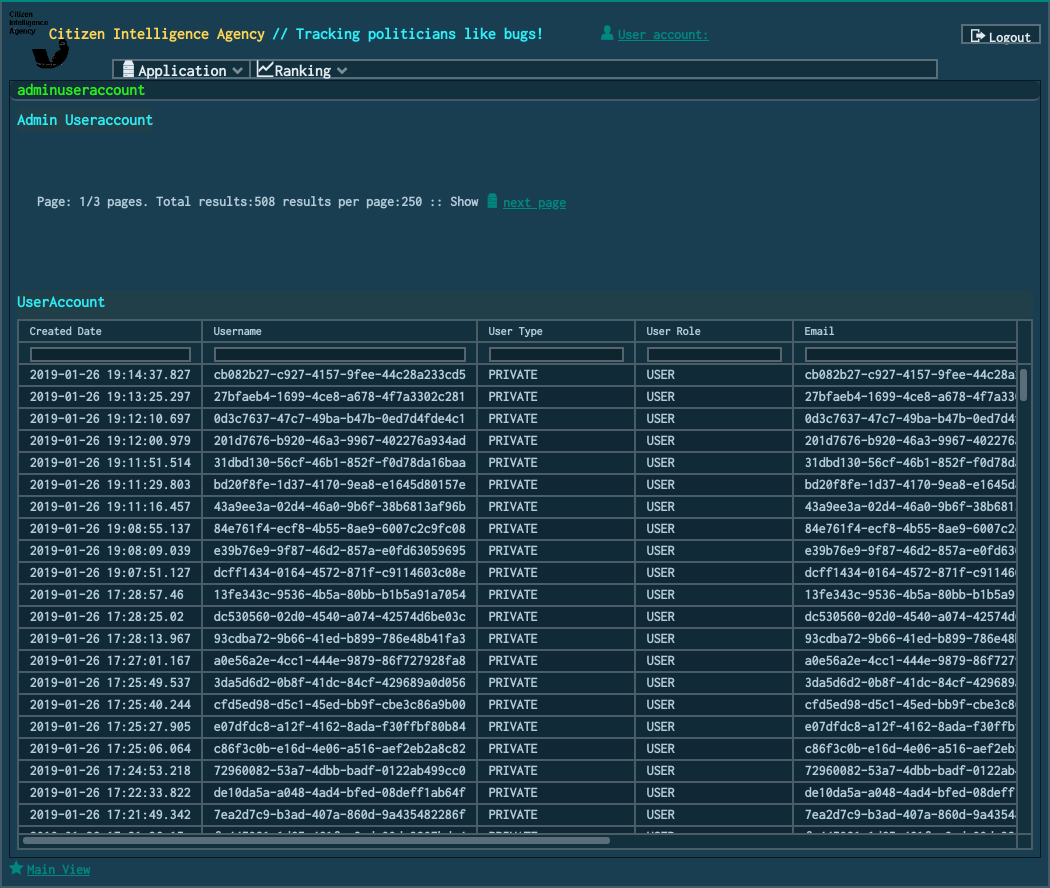 Citizen
Intelligence
Agency
Citizen Intelligence Agency // Tracking politicians like bugs!
User account:
Logout
Application Ranking
adminuseraccount
Admin Useraccount
Page: 1/3 pages. Total results:508 results per page:250 :: Show next page
UserAccount
Created Date Username User Type User Role Email
2019-01-26 19:14:37.827 cb082b27-c927-4157-9fee-44c28a233cd5 PRIVATE USER cb082b27-c927-4157-9fee-44c28a
2019-01-26 19:13:25.297 27bfaeb4-1699-4ce8-a678-4f7a3302c281 PRIVATE USER 27bfaeb4-1699-4ce8-a678-4f7a33
2019-01-26 19:12:10.697 0d3c7637-47c7-49ba-b47b-0ed7d4fde4c1 PRIVATE USER 0d3c7637-47c7-49ba-b47b-0ed7d4
2019-01-26 19:12:00.979 201d7676-b920-46a3-9967-402276a934ad PRIVATE USER 201d7676-b920-46a3-9967-402276
2019-01-26 19:11:51.514 31dbd130-56cf-46b1-852f-f0d78da16baa PRIVATE USER 31dbd130-56cf-46b1-852f-f0d78d
2019-01-26 19:11:29.803 bd20f8fe-1d37-4170-9ea8-e1645d80157e PRIVATE USER bd20f8fe-1d37-4170-9ea8-e1645d
2019-01-26 19:11:16.457 43a9ee3a-02d4-46a0-9b6f-38b6813af96b PRIVATE USER 43a9ee3a-02d4-46a0-9b6f-38b681
2019-01-26 19:08:55.137 84e761f4-ecf8-4b55-8ae9-6007c2c9fc08 PRIVATE USER 84e761f4-ecf8-4b55-8ae9-6007c2
2019-01-26 19:08:09.039 e39b76e9-9f87-46d2-857a-e0fd63059695 PRIVATE USER e39b76e9-9f87-46d2-857a-e0fd63
2019-01-26 19:07:51.127 dcff1434-0164-4572-871f-c9114603c08e PRIVATE USER dcff1434-0164-4572-871f-c91146
2019-01-26 17:28:57.46 13fe343c-9536-4b5a-80bb-b1b5a91a7054 PRIVATE USER 13fe343c-9536-4b5a-80bb-b1b5a9
2019-01-26 17:28:25.02 dc530560-02d0-4540-a074-42574d6be03c PRIVATE USER dc530560-02d0-4540-a074-42574d
2019-01-26 17:28:13.967 93cdba72-9b66-41ed-b899-786e48b41fa3 PRIVATE USER 93cdba72-9b66-41ed-b899-786e48
2019-01-26 17:27:01.167 a0e56a2e-4cc1-444e-9879-86f727928fa8 PRIVATE USER a0e56a2e-4cc1-444e-9879-86f727
2019-01-26 17:25:49.537 3da5d6d2-0b8f-41dc-84cf-429689a0d056 PRIVATE USER 3da5d6d2-0b8f-41dc-84cf-429689
2019-01-26 17:25:40.244 cfd5ed98-d5c1-45ed-bb9f-cbe3c86a9b00 PRIVATE USER cfd5ed98-d5c1-45ed-bb9f-cbe3c8
2019-01-26 17:25:27.905 e07dfdc8-a12f-4162-8ada-f30ffbf80b84 PRIVATE USER e07dfdc8-a12f-4162-8ada-f30ffb
2019-01-26 17:25:06.064 c86f3c0b-e16d-4e06-a516-aef2eb2a8c82 PRIVATE USER c86f3c0b-e16d-4e06-a516-aef2eb
2019-01-26 17:24:53.218 72960082-53a7-4dbb-badf-0122ab499cc0 PRIVATE USER 72960082-53a7-4dbb-badf-0122ab
2019-01-26 17:22:33.822 de10da5a-a048-4ad4-bfed-08deff1ab64f PRIVATE USER de10da5a-a048-4ad4-bfed-08deff
2019-01-26 17:21:49.342 7ea2d7c9-b3ad-407a-860d-9a435482286f PRIVATE USER 7ea2d7c9-b3ad-407a-860d-9a4354
Main View